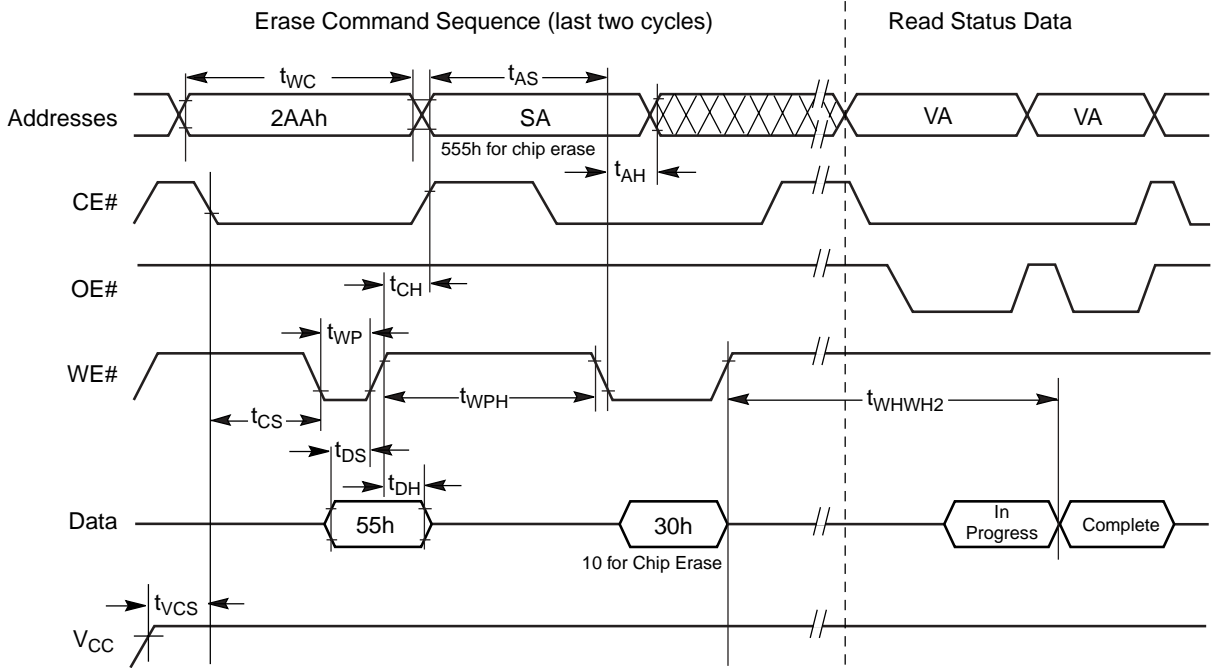 Erase Command Sequence (last two cycles)
Read Status Data
tWC
tAS
Addresses
2AAh
SA
VA
VA
555h for chip erase
tAH
CE#
OE#
tCH
tWP
WE#
tWPH
tWHWH2
tCS
tDS
tDH
Data
55h
30h
In
Progress
Complete
10 for Chip Erase
tVCS
VCC